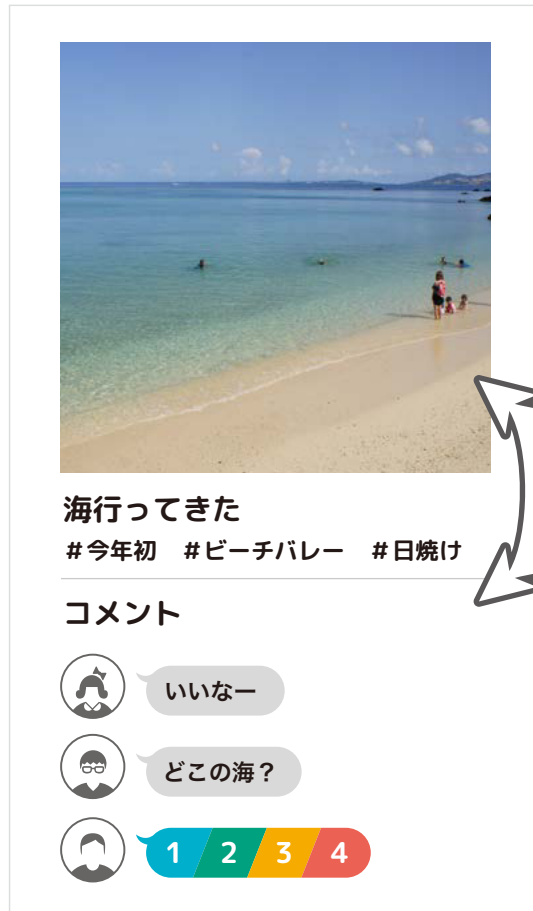 海行ってきた
#今年初 #ビーチバレー #日焼け
コメント
いいなー
どこの海？
1 2 3 4